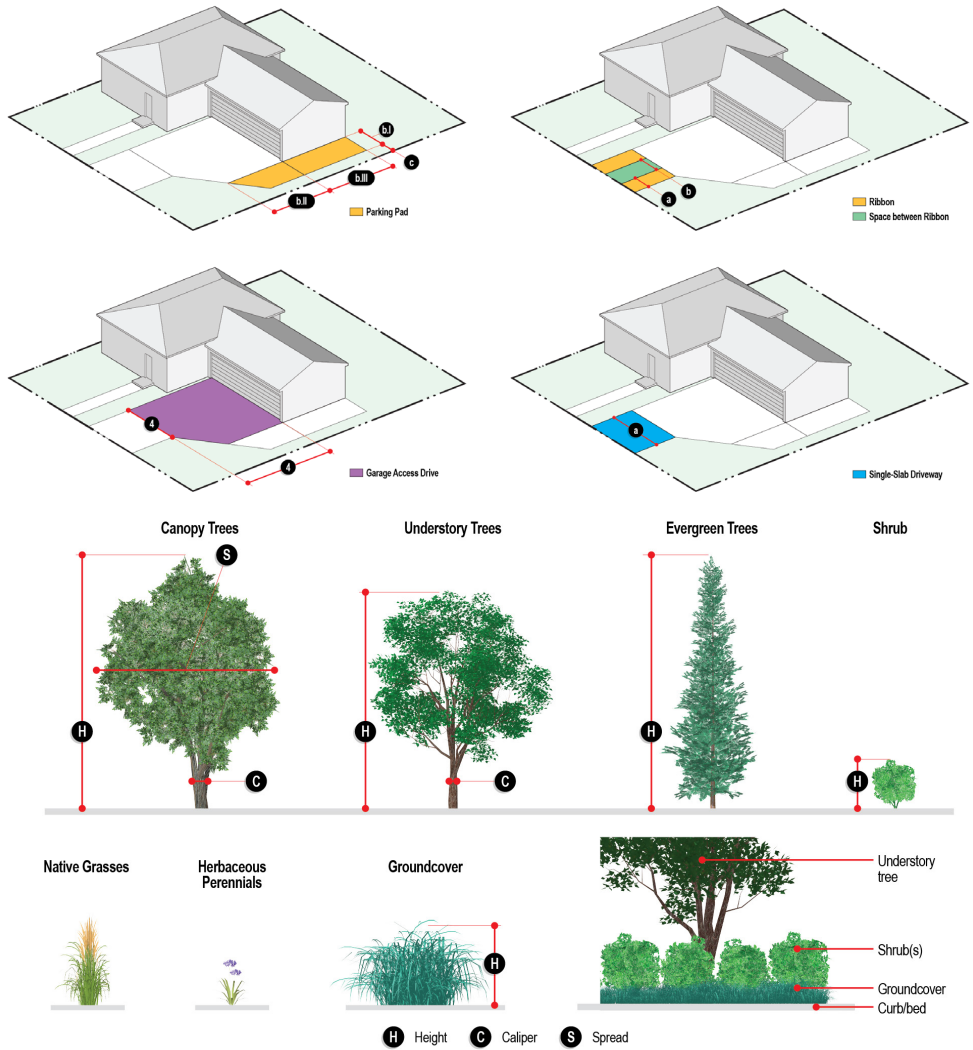 b.I
c
b.III
b.II
Parking Pad
b
a
Ribbon
Space between Ribbon
4
4
Garage Access Drive
a
Single-Slab Driveway
Canopy Trees
Understory Trees
Evergreen Trees
Shrub
S
H
C
H
C
H
H
Native Grasses
Herbaceous
Perennials
Groundcover
H
Understory
tree
Shrub(s)
Groundcover
Curb/bed
H Height C Caliper S Spread